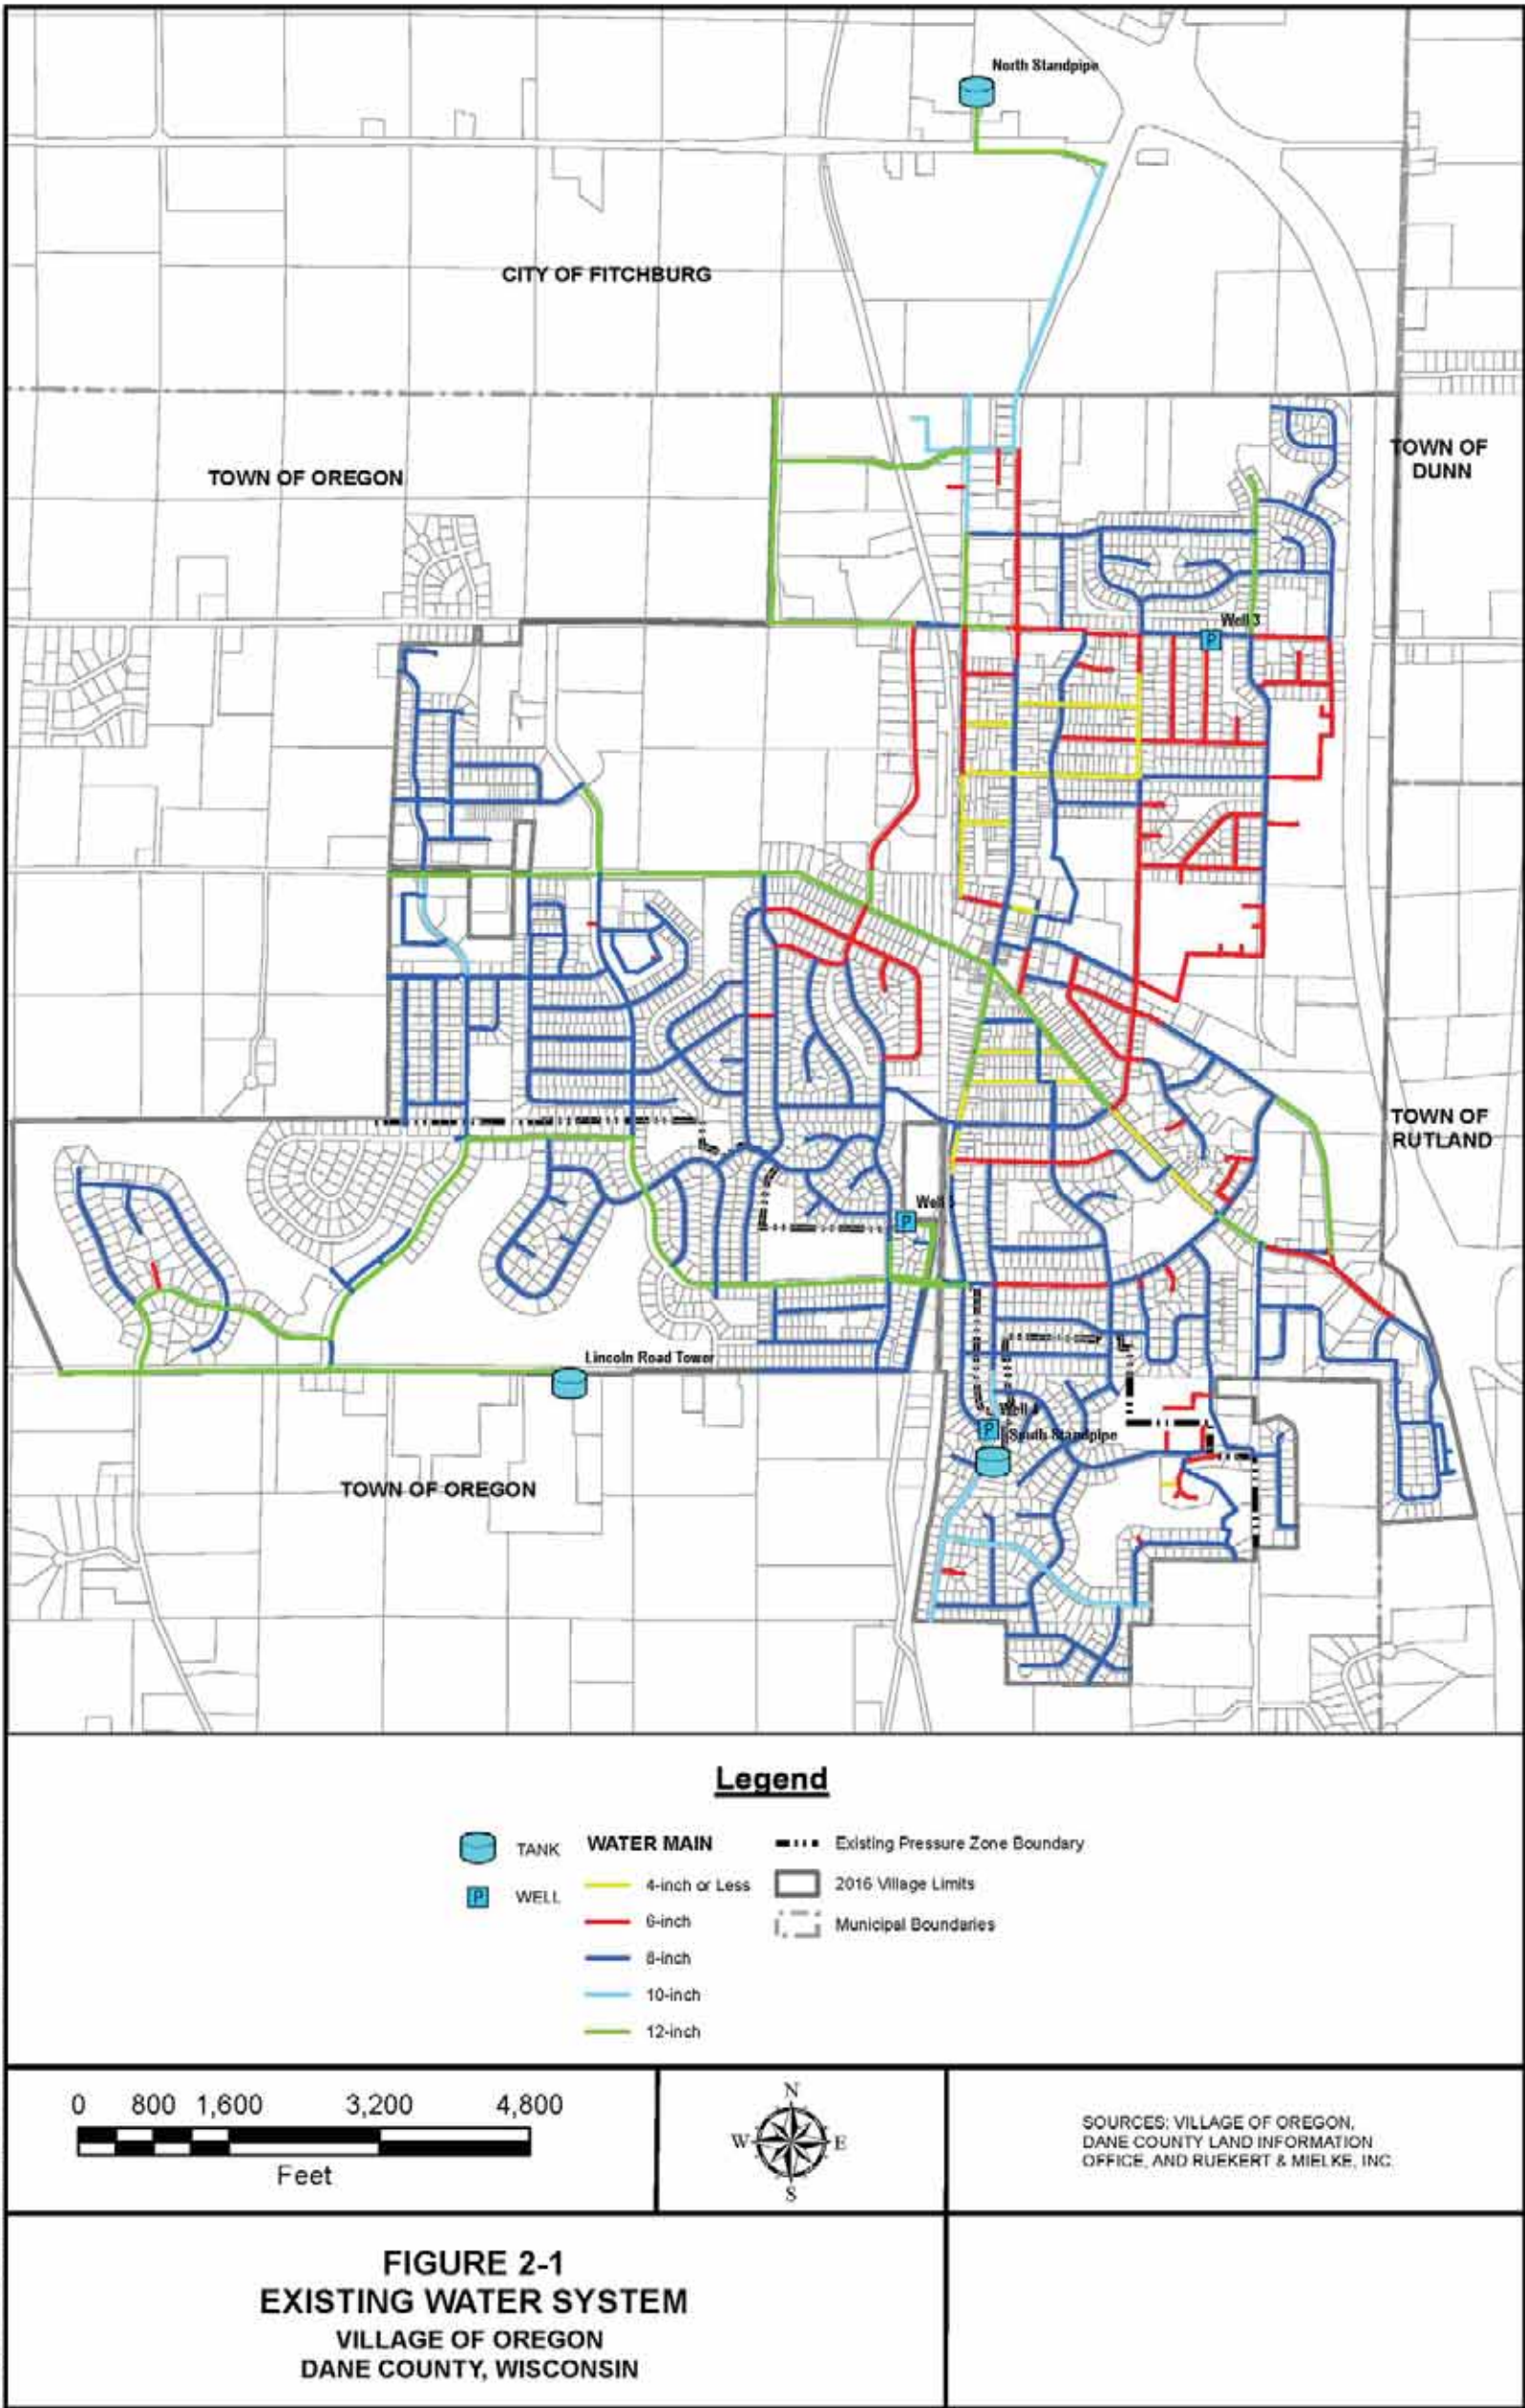 North Standpipe
CITY OF FITCHBURG
TOWN OF OREGON
TOWN OF
DUNN
Well 3
TOWN OF
RUTLAND
Well
Lincoln Road Tower
Well 4
South Standpipe
TOWN OF OREGON
Legend
TANK
WELL
WATER MAIN
4-inch or Less
6-inch
8-inch
10-inch
12-inch
Existing Pressure Zone Boundary
2016 Village Limits
Municipal Boundaries
0 800 1,600 3,200 4,800
Feet
N
W E
S
SOURCES: VILLAGE OF OREGON,
DANE COUNTY LAND INFORMATION
OFFICE, AND RUEKERT & MIELKE, INC.
FIGURE 2-1
EXISTING WATER SYSTEM
VILLAGE OF OREGON
DANE COUNTY, WISCONSIN